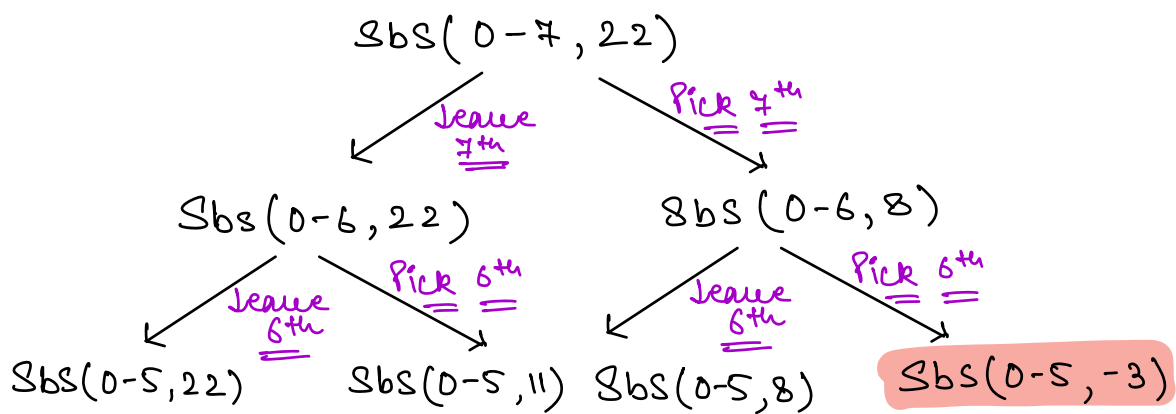 SbS(0-7,22)
Leave
7th
Pick 7th
Sbs(0-6,22)
SbS(0-6,8)
Leave
6th
Pick 6th
Leave
6th
Pick 6th
SbS(0-5,22)
SbS(0-5,11)
SbS(0-5,8)
SbS(0-5,-3)